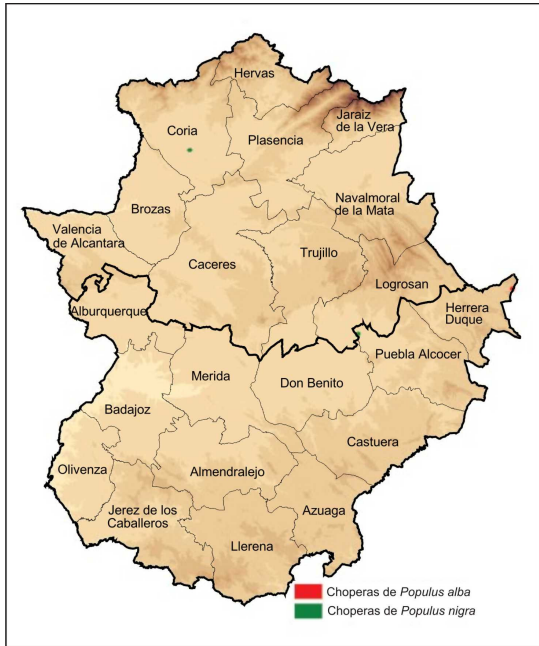 Hervas
Jaraiz
de la Vera
Coria
Plasencia
Navalmoral
de la Mata
Brozas
Valencia
de Alcantara
Trujillo
Caceres
Logrosan
Alburquerque
Herrera
Duque
Puebla Alcocer
Merida
Don Benito
Badajoz
Castuera
Olivenza
Almendralejo
Jerez de los
Caballeros
Azuaga
Llerena
Choperas de Populus alba
Choperas de Populus nigra